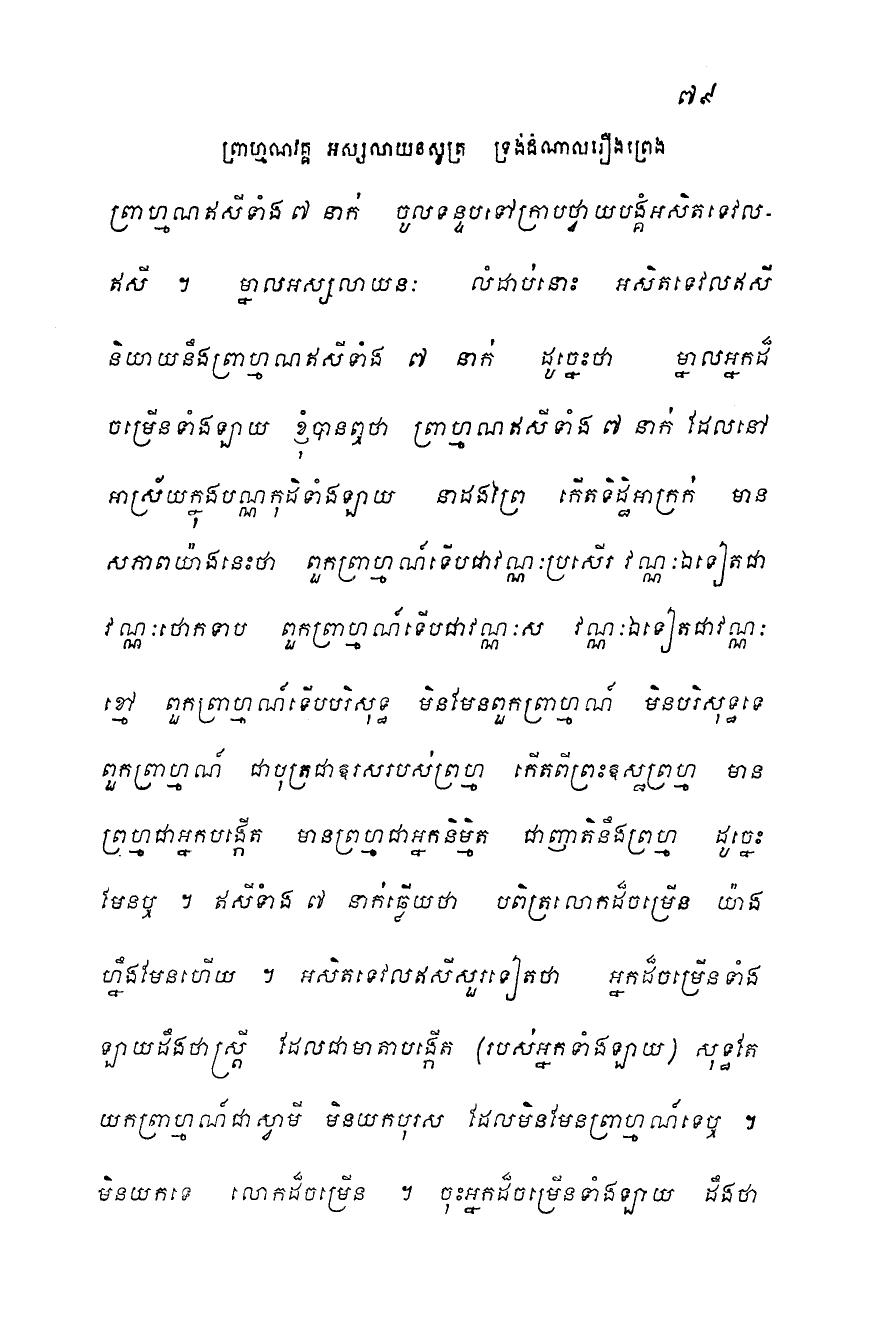 ៧៩
ព្រាហ្មណវគ្គ អស្សលាយនសូត្រ ទ្រង់ដំណាលរឿងព្រេង
ព្រាហ្មណឥសីទាំង ៧ នាក់ ចូលទន្ទប់ទៅក្រាបថ្វាយបង្គំអសិតទេវល-
ឥសី ។ ម្នាលអស្សលាយនៈ លំដាប់នោះ អសិតទេវលឥសី
និយាយនឹងព្រាហ្មណឥសីទាំង ៧ នាក់ ដូច្នេះថា ម្នាលអ្នកដ៏
ចម្រើនទាំងឡាយ ខ្ញុំបានឮថា ព្រាហ្មណឥសីទាំង ៧ នាក់ ដែលនៅ
អាស្រ័យក្នុងបណ្ណកុដិទាំងឡាយ នាដងព្រៃ កើតទិដ្ឋិអាក្រក់ មាន
សភាពយ៉ាងនេះថា ពួកព្រាហ្មណ៍ទើបជាវណ្ណៈប្រសើរ វណ្ណៈឯទៀតជា
វណ្ណៈថោកទាប ពួកព្រាហ្មណ៍ទើបជាវណ្ណៈស វណ្ណៈឯទៀតជាវណ្ណៈ
ខ្មៅ ពួកព្រាហ្មណ៍ទើបបរិសុទ្ធ មិនមែនពួកព្រាហ្មណ៍ មិនបរិសុទ្ធទេ
ពួកព្រាហ្មណ៍ ជាបុត្រជាឱរសរបស់ព្រហ្ម កើតពីព្រះឱស្ឋព្រហ្ម មាន
ព្រហ្មជាអ្នកបង្កើត មានព្រហ្មជាអ្នកនិម្មិត ជាញាតិនឹងព្រហ្ម ដូច្នេះ
មែនឬ ។ ឥសីទាំង ៧ នាក់ឆ្លើយថា បពិត្រលោកដ៏ចម្រើន យ៉ាង
ហ្នឹងមែនហើយ ។ អសិតទេវលឥសីសួរទៀតថា អ្នកដ៏ចម្រើនទាំង
ឡាយដឹងថាស្ត្រី ដែលជាមាតាបង្កើត (របស់អ្នកទាំងឡាយ) សុទ្ធតែ
យកព្រាហ្មណ៍ជាស្វាមី មិនយកបុរស ដែលមិនមែនព្រាហ្មណ៍ទេឬ ។
មិនយកទេ លោកដ៏ចម្រើន ។ ចុះអ្នកដ៏ចម្រើនទាំងឡាយ ដឹងថា